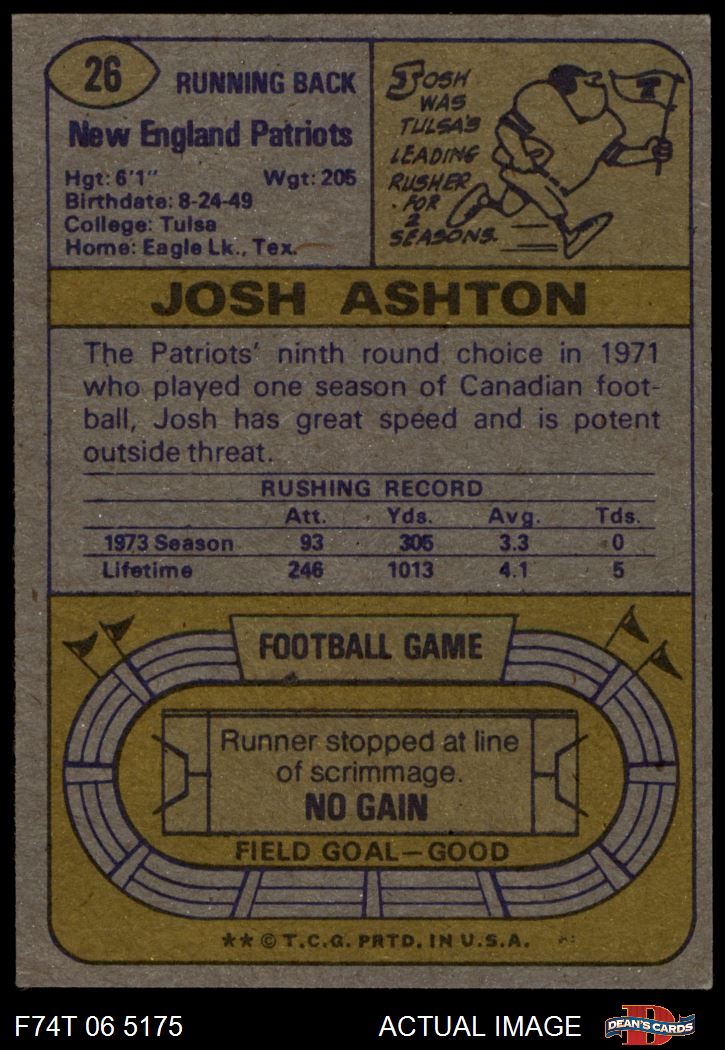 26
RUNNING BACK
New England Patriots
Hgt: 6'1" Wgt: 205
Birthdate: 8-24-49
College: Tulsa
Home: Eagle Lk., Tex.
JOSH
WAS
TULSA'S
LEADING
RUSHER
FOR
2
SEASONS.
JOSH ASHTON
The Patriots' ninth round choice in 1971
who played one season of Canadian foot-
ball, Josh has great speed and is potent
outside threat.
RUSHING RECORD
Att. Yds. Avg. Tds.
1973 Season 93 305 3.3 0
Lifetime 246 1013 4.1 5
FOOTBALL GAME
Runner stopped at line
of scrimmage.
NO GAIN
FIELD GOAL—GOOD
** © T.C.G. PRTD. IN U.S.A.
F74T 06 5175 ACTUAL IMAGE
DEAN'S CARDS